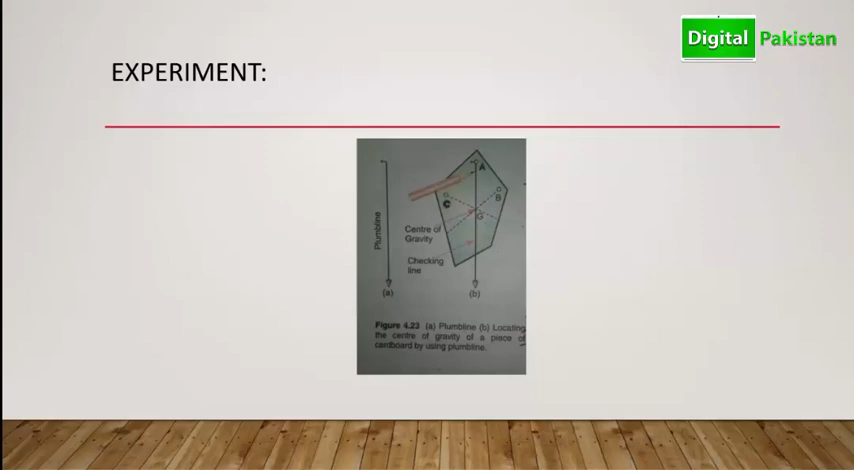 Digital Pakistan
EXPERIMENT:
A
B
C
G
Plumbline
Centre of
Gravity
Checking
line
(a)
(b)
Figure 4.23 (a) Plumbline (b) Locating
the centre of gravity of a piece of
cardboard by using plumbline.